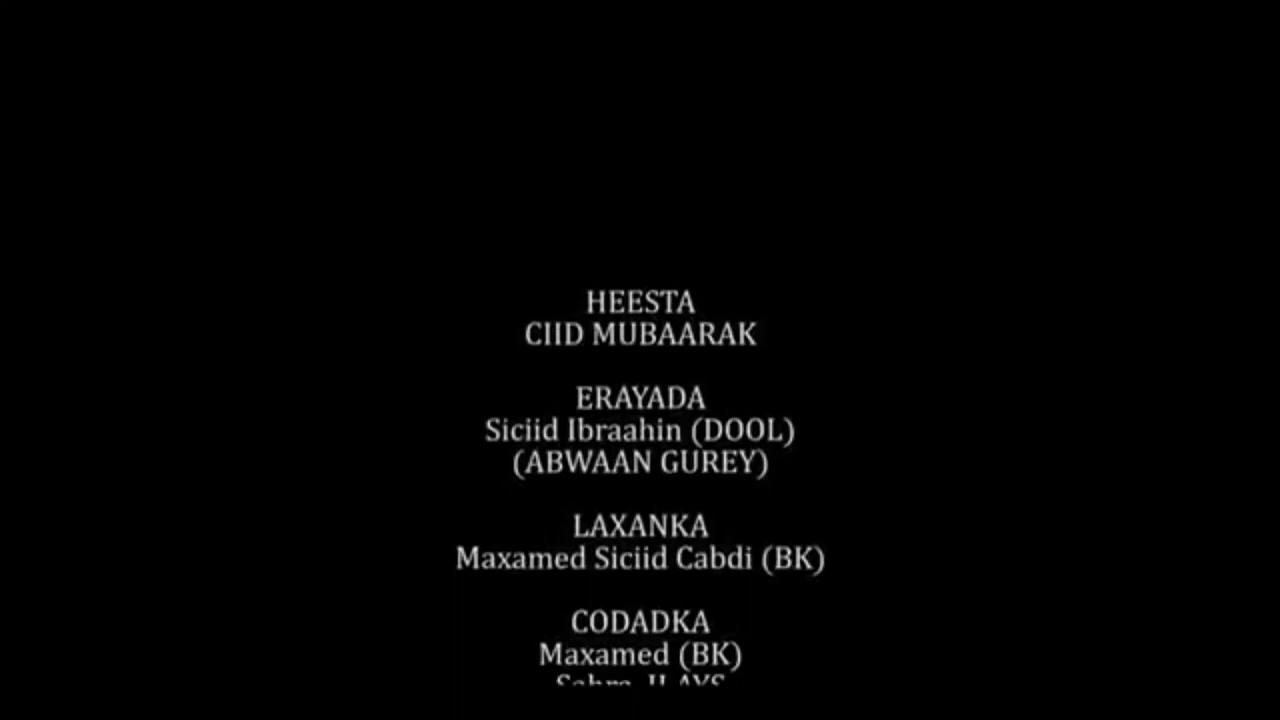 HEESTA
CIID MUBAARAK
ERAYADA
Siciid Ibraahin (DOOL)
(ABWAAN GUREY)
LAXANKA
Maxamed Siciid Cabdi (BK)
CODADKA
Maxamed (BK)